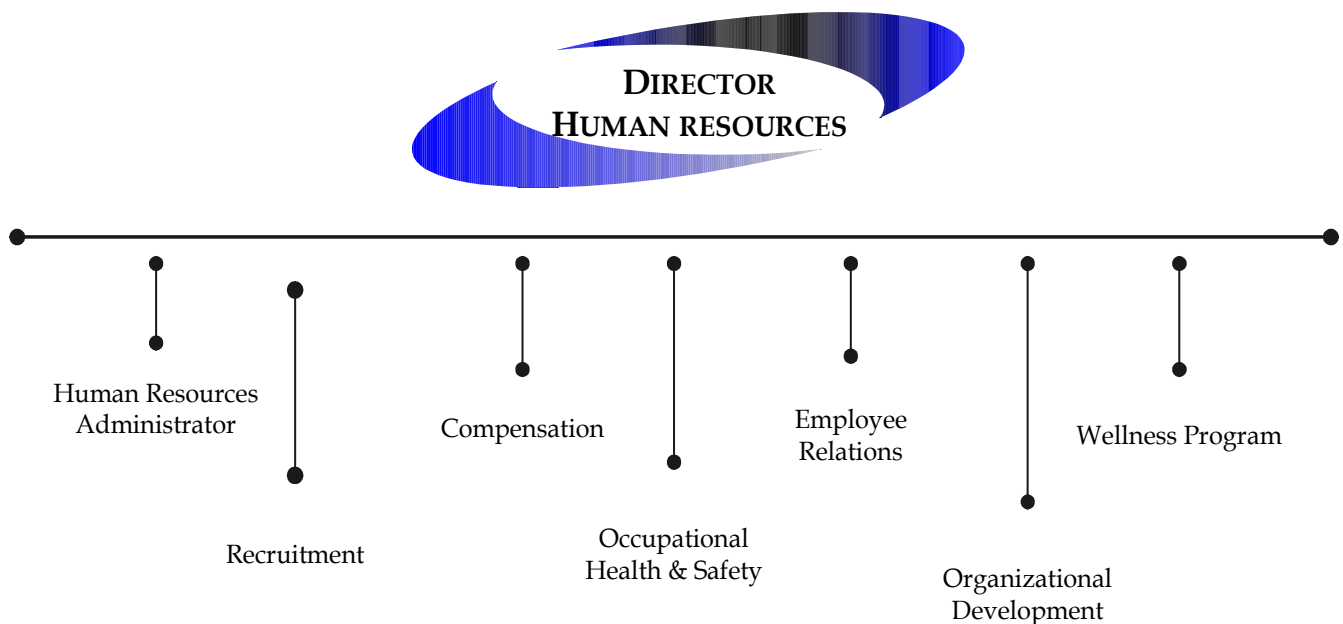 DIRECTOR
HUMAN RESOURCES
Human Resources
Administrator
Recruitment
Compensation
Occupational
Health & Safety
Employee
Relations
Organizational
Development
Wellness Program